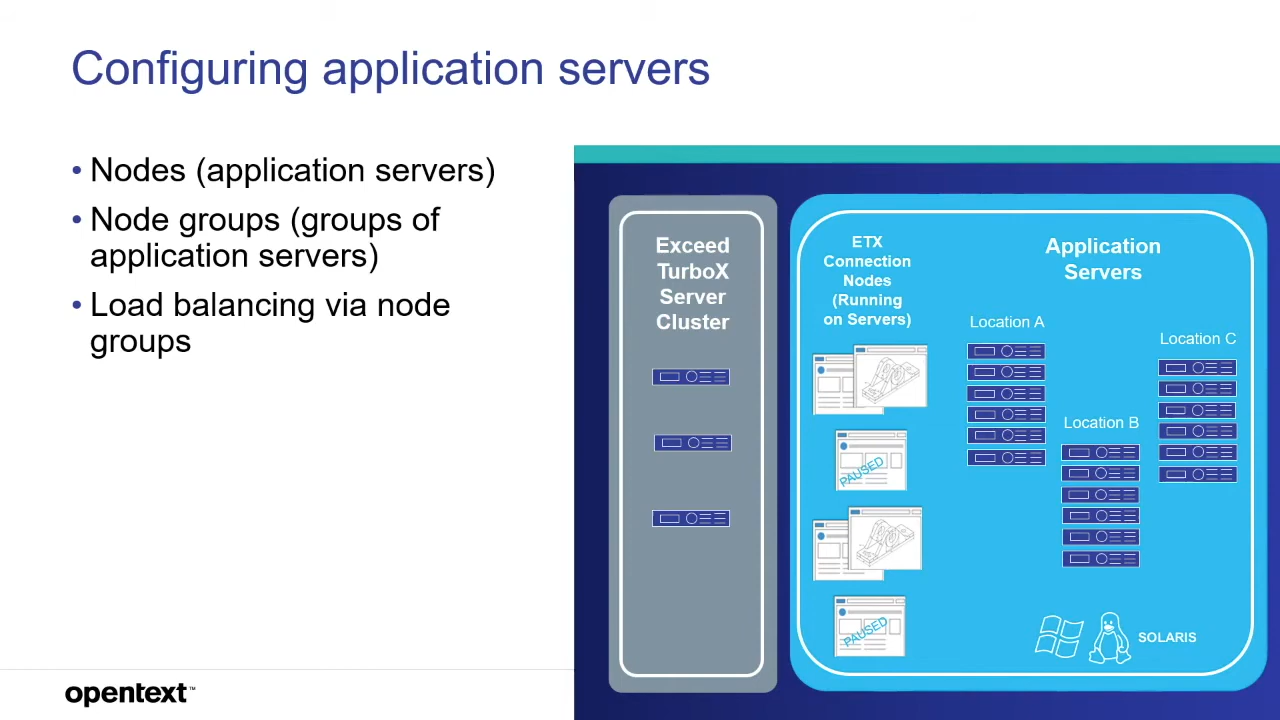 Configuring application servers
• Nodes (application servers)
• Node groups (groups of
application servers)
• Load balancing via node
groups
Exceed
TurboX
Server
Cluster
ETX
Connection
Nodes
(Running
on Servers)
Application
Servers
Location A
Location B
Location C
PAUSED
PAUSED
SOLARIS
opentext™